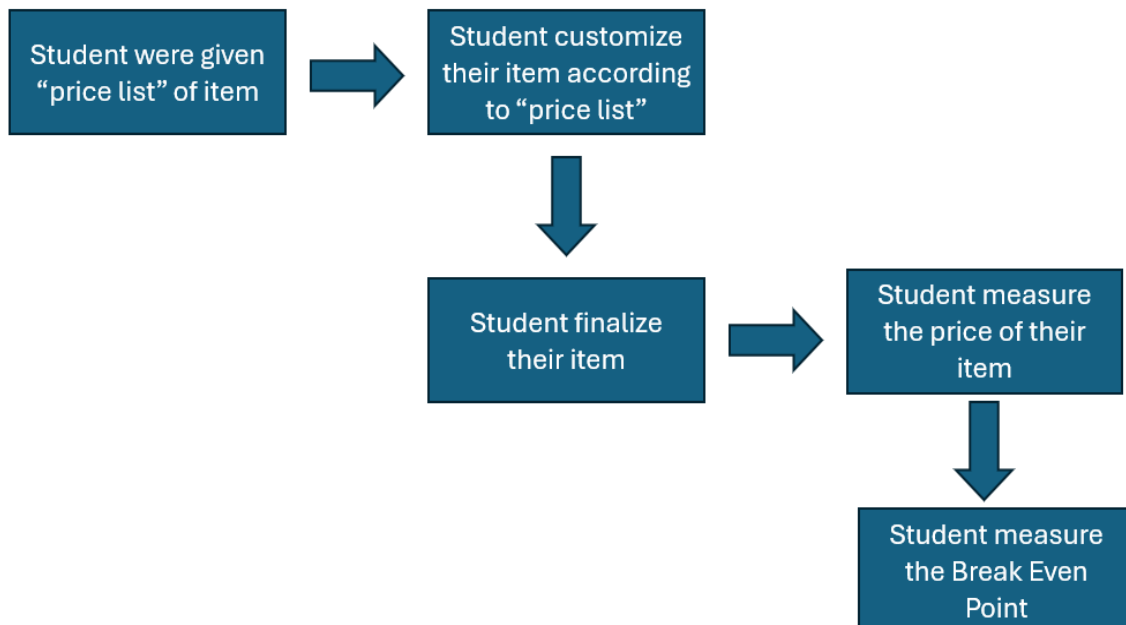 Student were given
“price list” of item
Student customize
their item according
to “price list”
Student finalize
their item
Student measure
the price of their
item
Student measure
the Break Even
Point